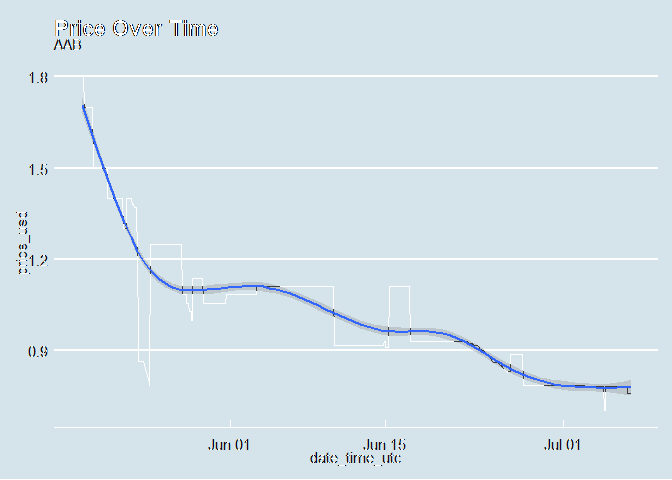 Price Over Time
AAB
1.8
1.5
1.2
0.9
price_usd
Jun 01
Jun 15
Jul 01
date_time_utc